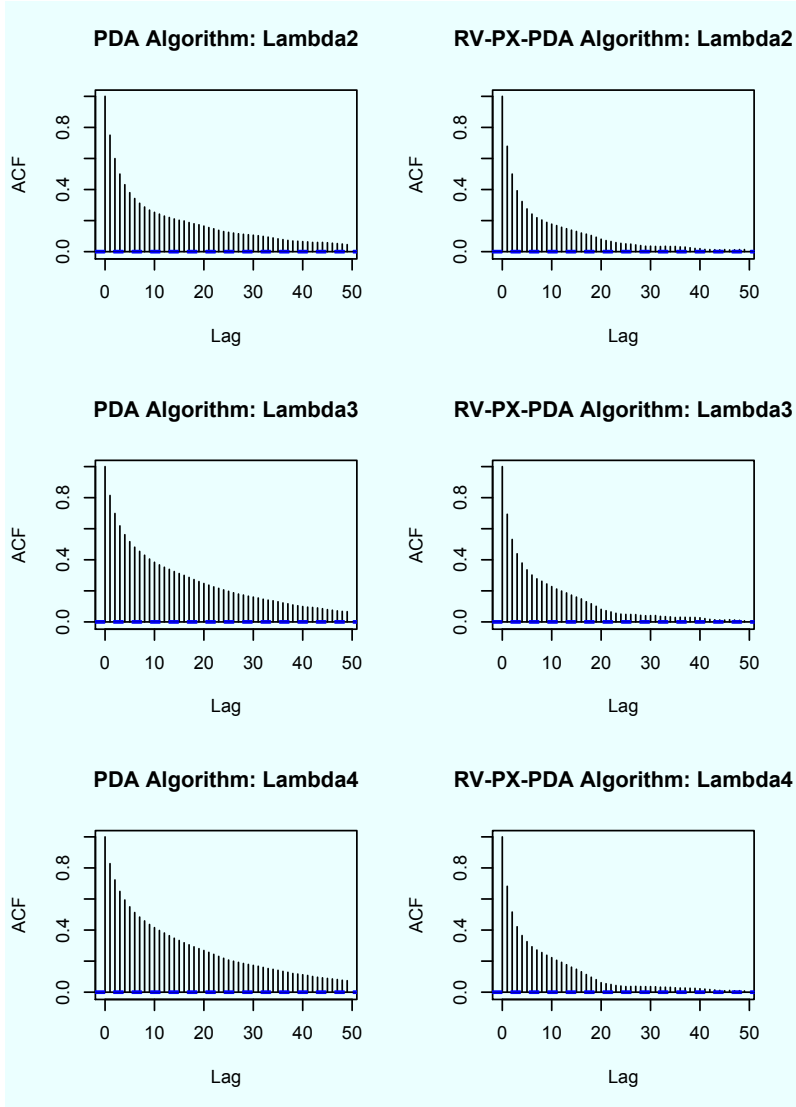 PDA Algorithm: Lambda2
ACF
0.0 0.4 0.8
0 10 20 30 40 50
Lag
RV-PX-PDA Algorithm: Lambda2
ACF
0.0 0.4 0.8
0 10 20 30 40 50
Lag
PDA Algorithm: Lambda3
ACF
0.0 0.4 0.8
0 10 20 30 40 50
Lag
RV-PX-PDA Algorithm: Lambda3
ACF
0.0 0.4 0.8
0 10 20 30 40 50
Lag
PDA Algorithm: Lambda4
ACF
0.0 0.4 0.8
0 10 20 30 40 50
Lag
RV-PX-PDA Algorithm: Lambda4
ACF
0.0 0.4 0.8
0 10 20 30 40 50
Lag